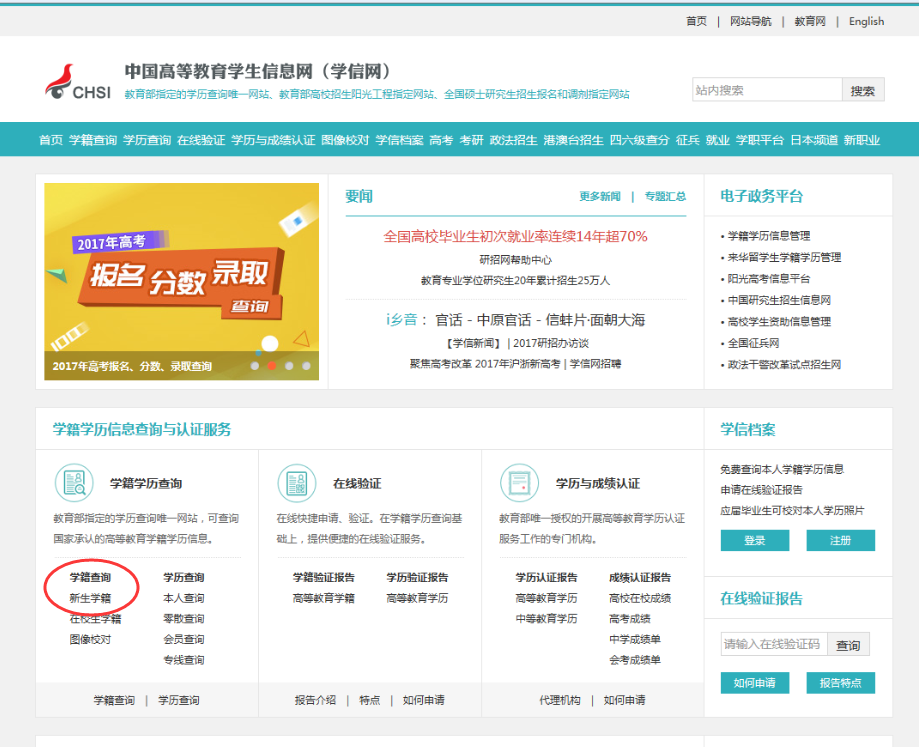 首页 | 网站导航 | 教育网 | English
CHSI
中国高等教育学生信息网（学信网）
教育部指定的学历查询唯一网站、教育部高校招生阳光工程指定网站、全国硕士研究生招生报名和调剂指定网站
站内搜索 搜索
首页 学籍查询 学历查询 在线验证 学历与成绩认证 图像校对 学信档案 高考 考研 政法招生 港澳台招生 四六级查分 征兵 就业 学职平台 日本频道 新职业
2017年高考
报名 分数 录取
查询
2017年高考报名、分数、录取查询
要闻 更多新闻 | 专题汇总
全国高校毕业生初次就业率连续14年超70%
研招网帮助中心
教育专业学位研究生20年累计招生25万人
i乡音： 官话 - 中原官话 - 信蚌片·面朝大海
【学信新闻】 | 2017研招办访谈
聚焦高考改革 2017年沪浙新高考 | 学信网招聘
电子政务平台
• 学籍学历信息管理
• 来华留学生学籍学历管理
• 阳光高考信息平台
• 中国研究生招生信息网
• 高校学生资助信息管理
• 全国征兵网
• 政法干警改革试点招生网
学籍学历信息查询与认证服务
学籍学历查询
教育部指定的学历查询唯一网站，可查询
国家承认的高等教育学籍学历信息。
学籍查询 学历查询
新生学籍 本人查询
在校生学籍 零散查询
图像校对 会员查询
专线查询
学籍查询 | 学历查询
在线验证
在线快捷申请、验证。在学籍学历查询基
础上，提供便捷的在线验证服务。
学籍验证报告 学历验证报告
高等教育学籍 高等教育学历
报告介绍 | 特点 | 如何申请
学历与成绩认证
教育部唯一授权的开展高等教育学历认证
服务工作的专门机构。
学历认证报告 成绩认证报告
高等教育学历 高校在校成绩
中等教育学历 高考成绩
中学成绩单
会考成绩单
代理机构 | 如何申请
学信档案
免费查询本人学籍学历信息
申请在线验证报告
应届毕业生可校对本人学历照片
登录 注册
在线验证报告
请输入在线验证码 查询
如何申请 报告特点